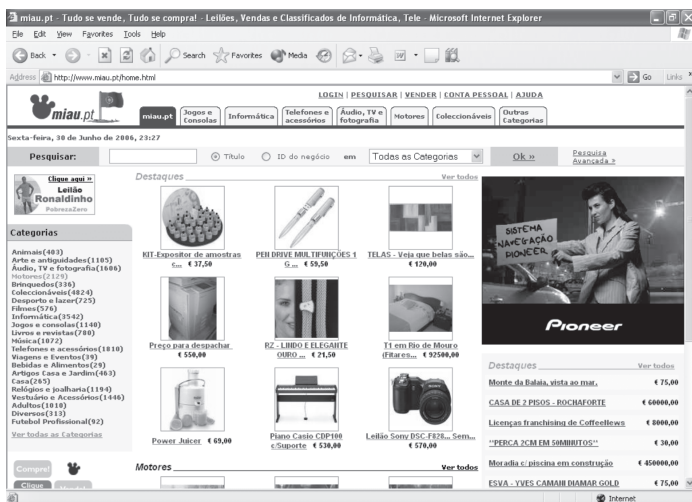 miau.pt - Tudo se vende, Tudo se compra! - Leilões, Vendas e Classificados de Informática, Tele - Microsoft Internet Explorer
File Edit View Favorites Tools Help
Back Search Favorites Media
Address http://www.miau.pt/home.html Go Links
LOGIN | PESQUISAR | VENDER | CONTA PESSOAL | AJUDA
miau.pt
miau.pt
Jogos e Consolas
Informática
Telefones e acessórios
Áudio, TV e fotografia
Motores
Coleccionáveis
Outras Categorias
Sexta-feira, 30 de Junho de 2006, 23:27
Pesquisar: Título ID do negócio em Todas as Categorias Ok » Pesquisa Avançada »
Clique aqui »
Leilão
Ronaldinho
PobrezaZero
Categorias
Animais(403)
Arte e antiguidades(1105)
Áudio, TV e fotografia(1606)
Motores(2129)
Brinquedos(336)
Coleccionáveis(4824)
Desporto e lazer(725)
Filmes(576)
Informática(3542)
Jogos e consolas(1140)
Livros e revistas(780)
Música(1072)
Telefones e acessórios(1810)
Viagens e Eventos(39)
Bebidas e Alimentos(29)
Artigos Casa e Jardim(463)
Casa(265)
Relógios e joalharia(1194)
Vestuário e Acessórios(1446)
Adultos(1018)
Diversos(313)
Futebol Profissional(92)
Ver todas as Categorias
Compre!
Clique
Destaques Ver todos
KIT-Expositor de amostras c... € 37,50
PEN DRIVE MULTIFUIÇÕES 1 G ... € 59,50
TELAS - Veja que belas são... € 120,00
Preço para despachar € 550,00
RZ - LINDO E ELEGANTE OURO ... € 21,50
T1 em Rio de Mouro (Fitares... € 92500,00
Power Juicer € 69,00
Piano Casio CDP100 c/Suporte € 530,00
Leilão Sony DSC-F828... Sem... € 570,00
Motores Ver todos
SISTEMA
NAVEGAÇÃO
PIONEER
Pioneer
Destaques Ver todos
Monte da Balaia, vista ao mar. € 75,00
CASA DE 2 PISOS - ROCHAFORTE € 60000,00
Licenças franchising de CoffeeNews € 8000,00
"PERCA 2CM EM 50MINUTOS" € 30,00
Moradia c/ piscina em construção € 450000,00
ESVA - YVES CAMANI DIAMAR GOLD € 75,00
Internet